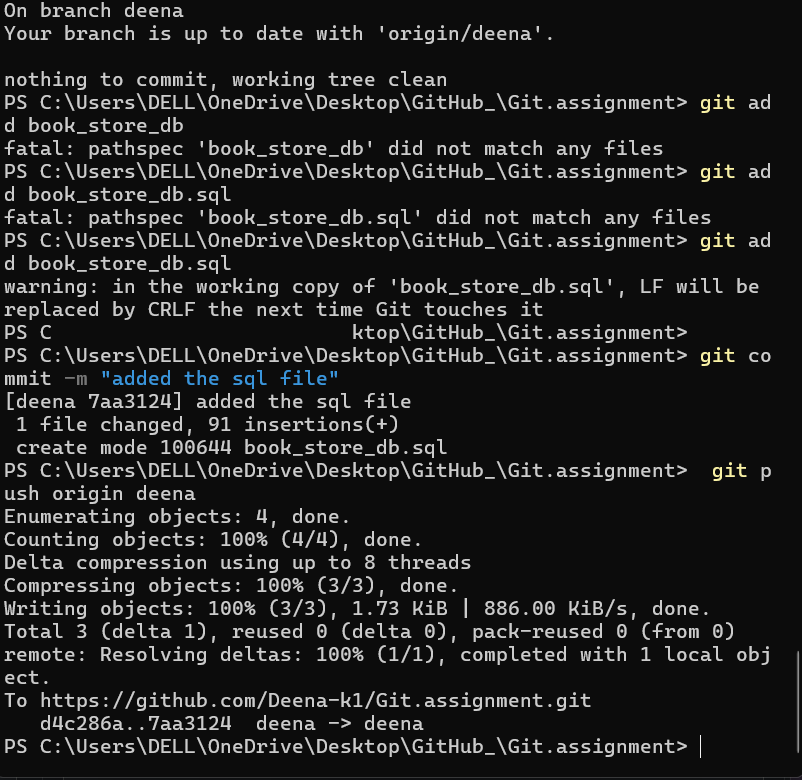 On branch deena
Your branch is up to date with 'origin/deena'.
nothing to commit, working tree clean
PS C:\Users\DELL\OneDrive\Desktop\GitHub_\Git.assignment> git ad
d book_store_db
fatal: pathspec 'book_store_db' did not match any files
PS C:\Users\DELL\OneDrive\Desktop\GitHub_\Git.assignment> git ad
d book_store_db.sql
fatal: pathspec 'book_store_db.sql' did not match any files
PS C:\Users\DELL\OneDrive\Desktop\GitHub_\Git.assignment> git ad
d book_store_db.sql
warning: in the working copy of 'book_store_db.sql', LF will be
replaced by CRLF the next time Git touches it
PS C                         ktop\GitHub_\Git.assignment>
PS C:\Users\DELL\OneDrive\Desktop\GitHub_\Git.assignment> git co
mmit -m "added the sql file"
[deena 7aa3124] added the sql file
 1 file changed, 91 insertions(+)
 create mode 100644 book_store_db.sql
PS C:\Users\DELL\OneDrive\Desktop\GitHub_\Git.assignment>  git p
ush origin deena
Enumerating objects: 4, done.
Counting objects: 100% (4/4), done.
Delta compression using up to 8 threads
Compressing objects: 100% (3/3), done.
Writing objects: 100% (3/3), 1.73 KiB | 886.00 KiB/s, done.
Total 3 (delta 1), reused 0 (delta 0), pack-reused 0 (from 0)
remote: Resolving deltas: 100% (1/1), completed with 1 local obj
ect.
To https://github.com/Deena-k1/Git.assignment.git
   d4c286a..7aa3124  deena -> deena
PS C:\Users\DELL\OneDrive\Desktop\GitHub_\Git.assignment>